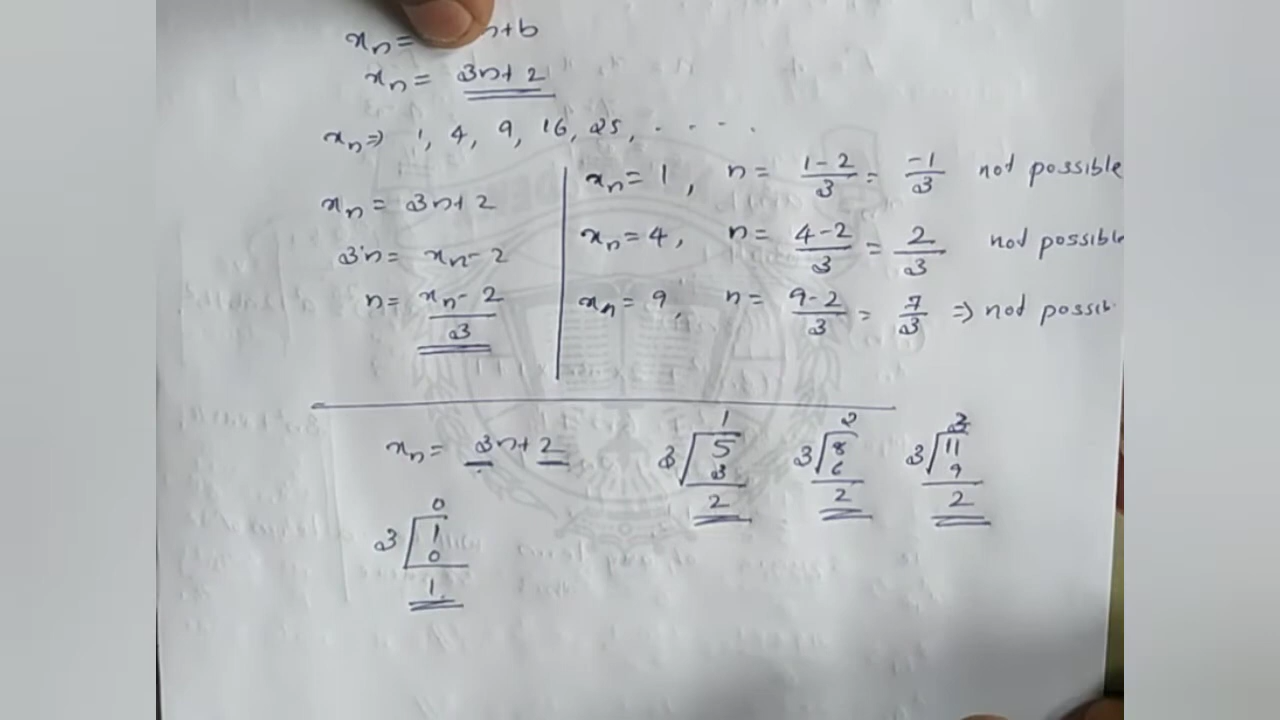 xₙ = n+b
xₙ = 3n+2
xₙ ⇒ 1, 4, 9, 16, 25, . . . .
xₙ = 3n+2
3n = xₙ - 2
n = (xₙ - 2)/3
xₙ = 1, n = (1-2)/3 = -1/3 not possible
xₙ = 4, n = (4-2)/3 = 2/3 not possible
xₙ = 9, n = (9-2)/3 = 7/3 ⇒ not possib
xₙ = 3n+2
1
3√5
3
2
2
3√8
6
2
3
3√11
9
2
0
3√1
0
1